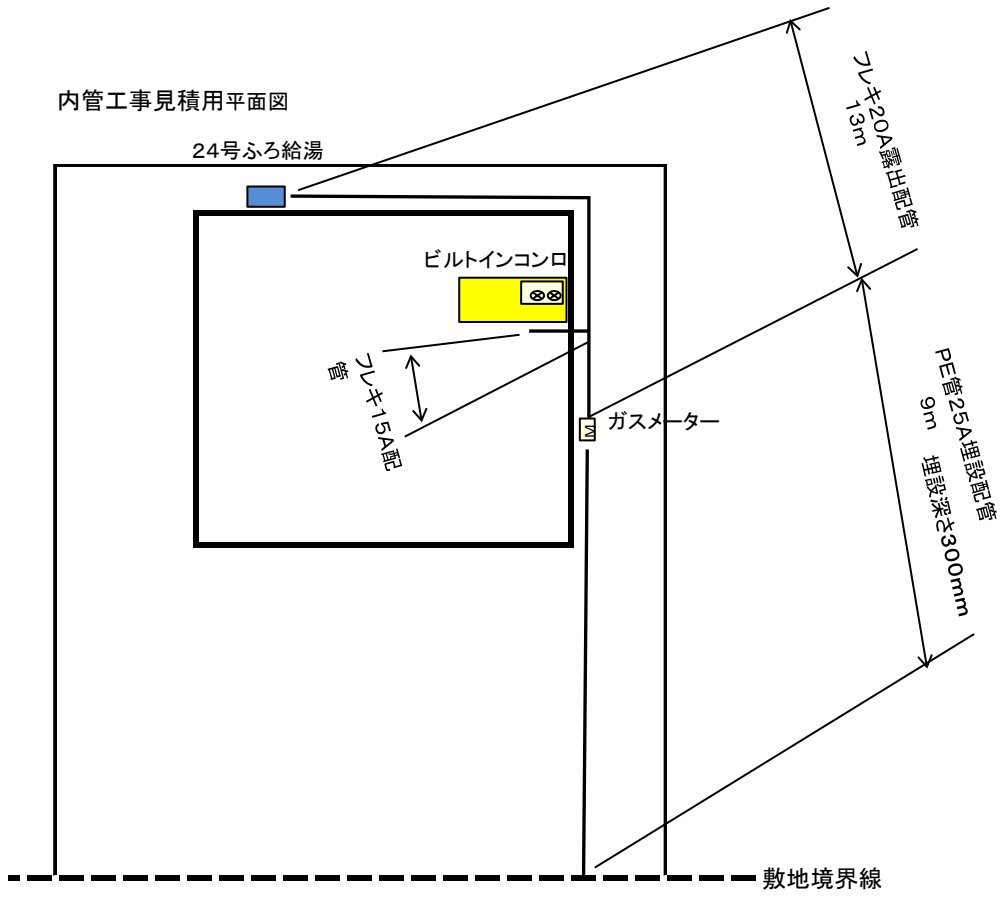 内管工事見積用平面図
24号ふろ給湯
フレキ20A露出配管
13m
ビルトインコンロ
フレキ15A配
管
ガスメーター
M
PE管25A埋設配管
9m　埋設深さ300mm
敷地境界線